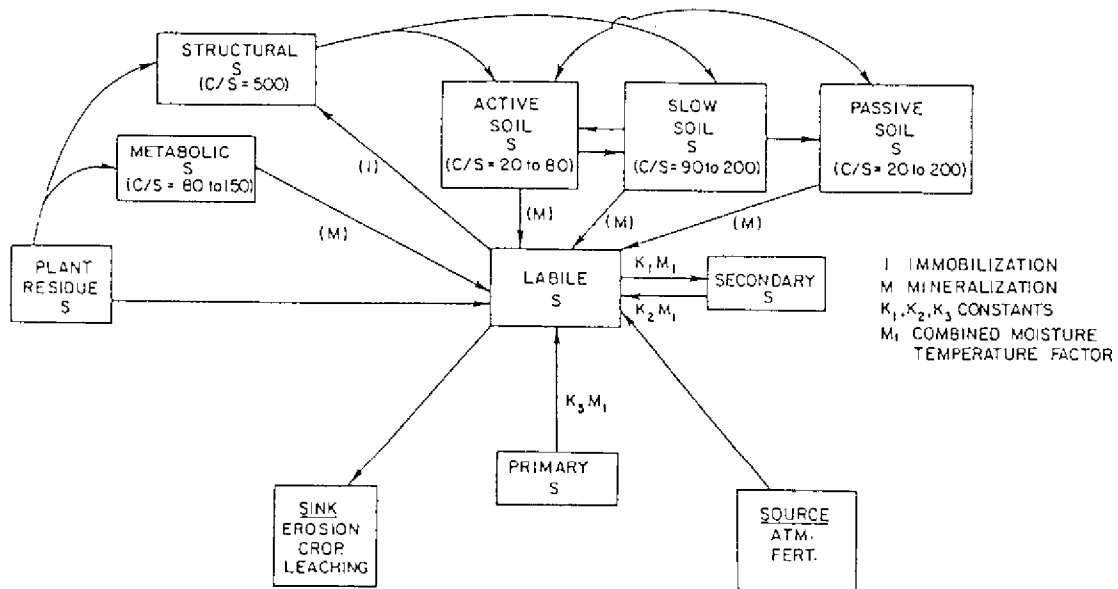 STRUCTURAL
S
(C/S = 500)
METABOLIC
S
(C/S = 80 to 150)
PLANT
RESIDUE
S
ACTIVE
SOIL
S
(C/S = 20 to 80)
SLOW
SOIL
S
(C/S = 90 to 200)
PASSIVE
SOIL
S
(C/S = 20 to 200)
(I)
(M)
(M)
(M)
(M)
LABILE
S
K₁M₁
K₂M₁
SECONDARY
S
I IMMOBILIZATION
M MINERALIZATION
K₁,K₂,K₃ CONSTANTS
M₁ COMBINED MOISTURE
TEMPERATURE FACTOR
K₃M₁
PRIMARY
S
SINK
EROSION
CROP
LEACHING
SOURCE
ATM.
FERT.